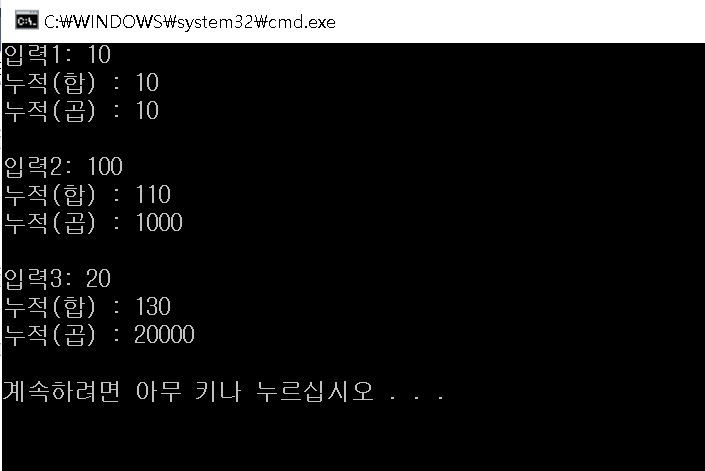 C:\WINDOWS\system32\cmd.exe
입력1: 10
누적(합) : 10
누적(곱) : 10
입력2: 100
누적(합) : 110
누적(곱) : 1000
입력3: 20
누적(합) : 130
누적(곱) : 20000
계속하려면 아무 키나 누르십시오 . . .